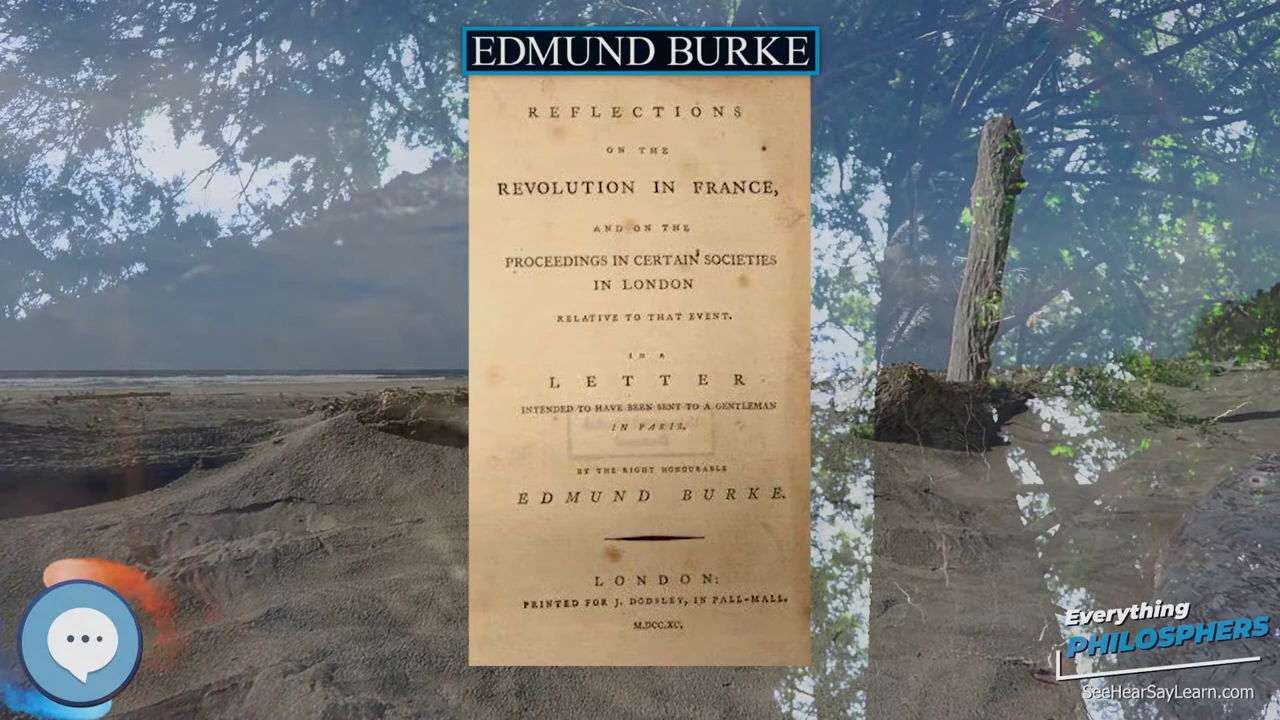 EDMUND BURKE
REFLECTIONS
ON THE
REVOLUTION IN FRANCE,
AND ON THE
PROCEEDINGS IN CERTAIN SOCIETIES
IN LONDON
RELATIVE TO THAT EVENT.
IN A
LETTER
INTENDED TO HAVE BEEN SENT TO A GENTLEMAN
IN PARIS.
BY THE RIGHT HONOURABLE
EDMUND BURKE.
LONDON:
PRINTED FOR J. DODSLEY, IN PALL-MALL.
M.DCC.XC.
Everything
PHILOSPHERS
SeeHearSayLearn.com